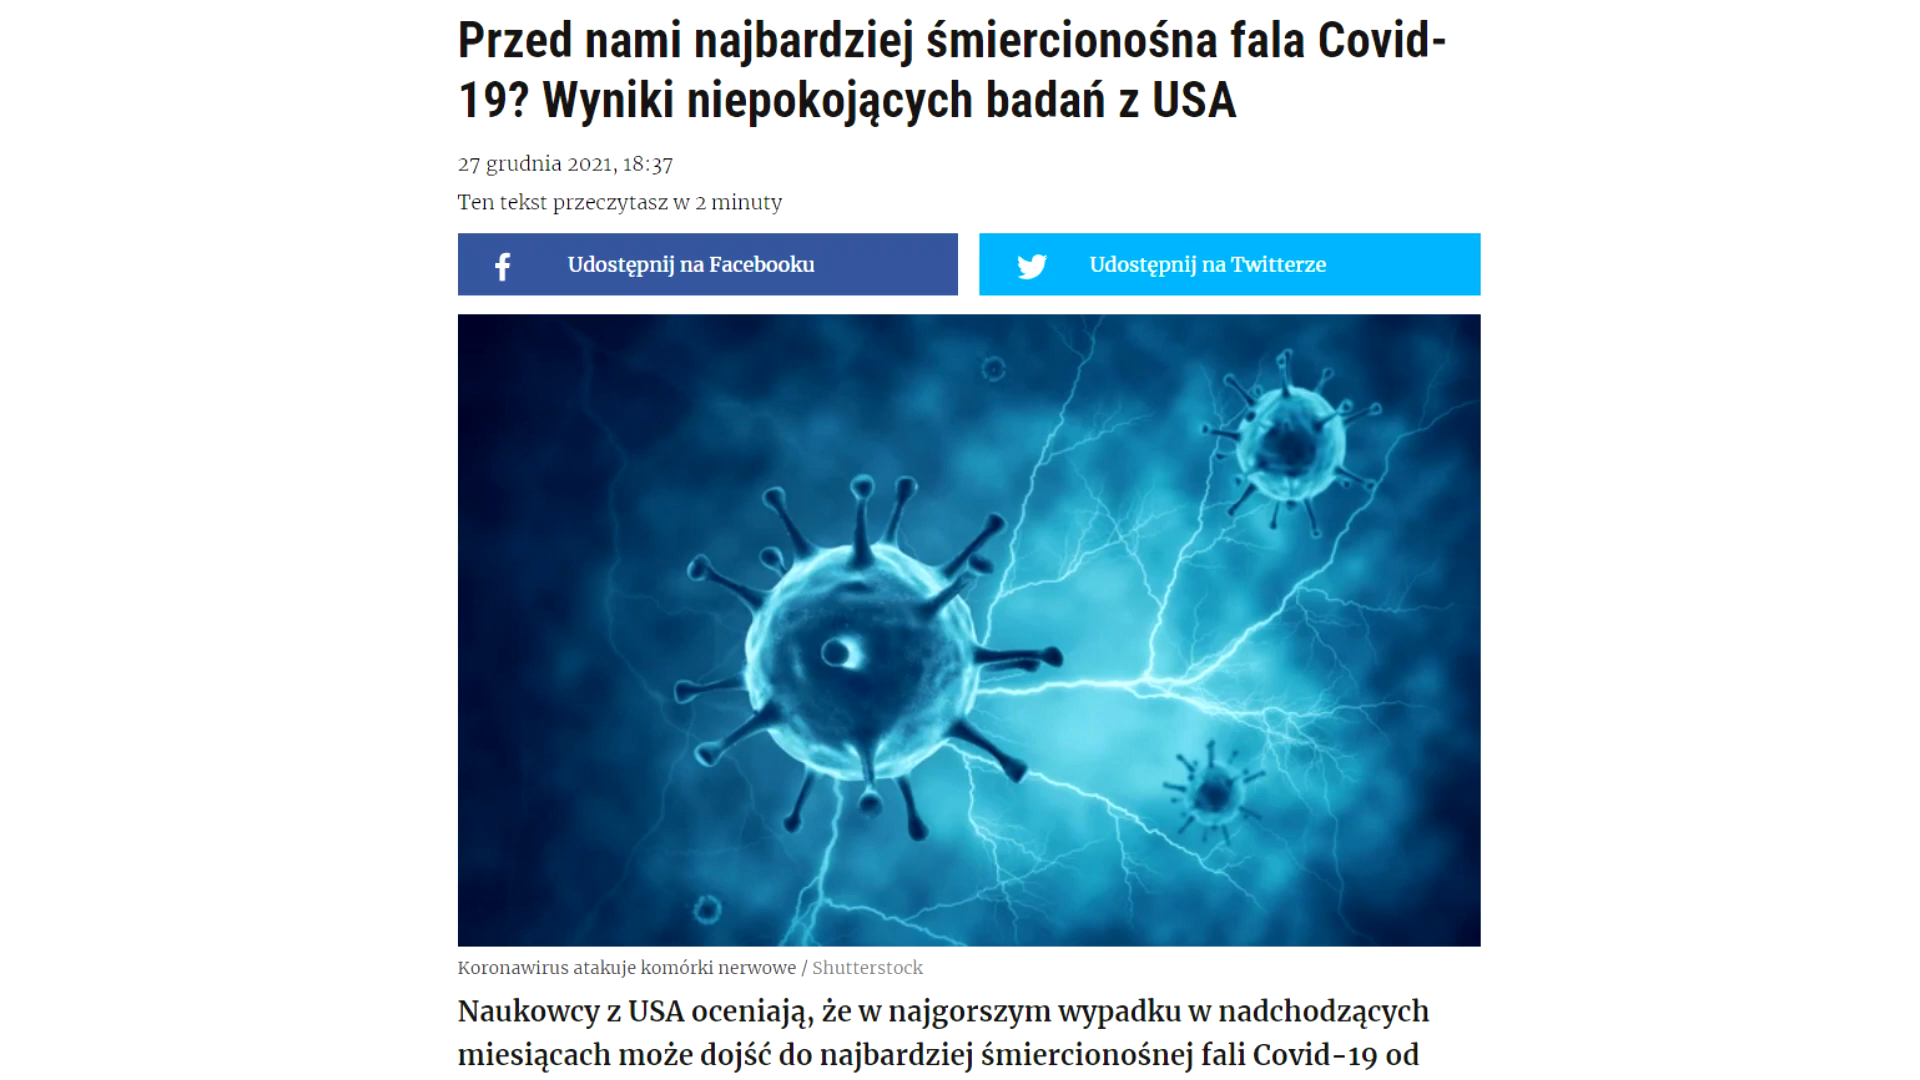 Przed nami najbardziej śmiercionośna fala Covid-
19? Wyniki niepokojących badań z USA
27 grudnia 2021, 18:37
Ten tekst przeczytasz w 2 minuty
Udostępnij na Facebooku
Udostępnij na Twitterze
Koronawirus atakuje komórki nerwowe / Shutterstock
Naukowcy z USA oceniają, że w najgorszym wypadku w nadchodzących
miesiącach może dojść do najbardziej śmiercionośnej fali Covid-19 od